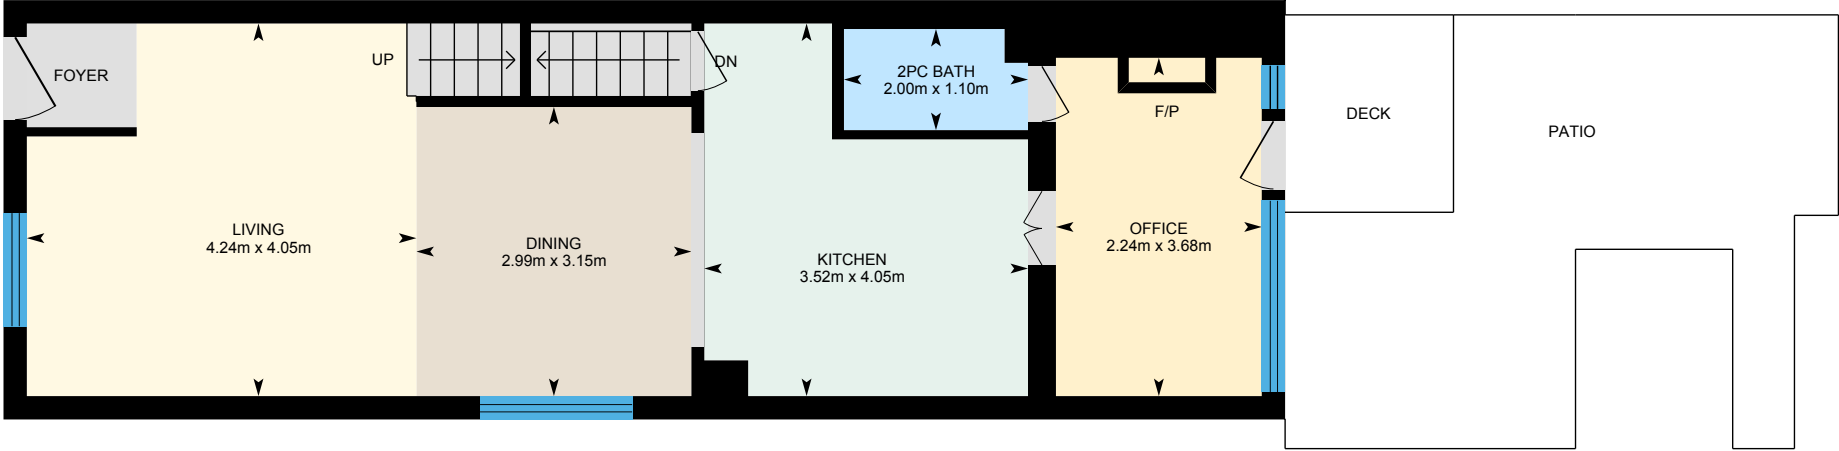 FOYER
UP
DN
2PC BATH
2.00m x 1.10m
F/P
DECK
PATIO
LIVING
4.24m x 4.05m
DINING
2.99m x 3.15m
KITCHEN
3.52m x 4.05m
OFFICE
2.24m x 3.68m